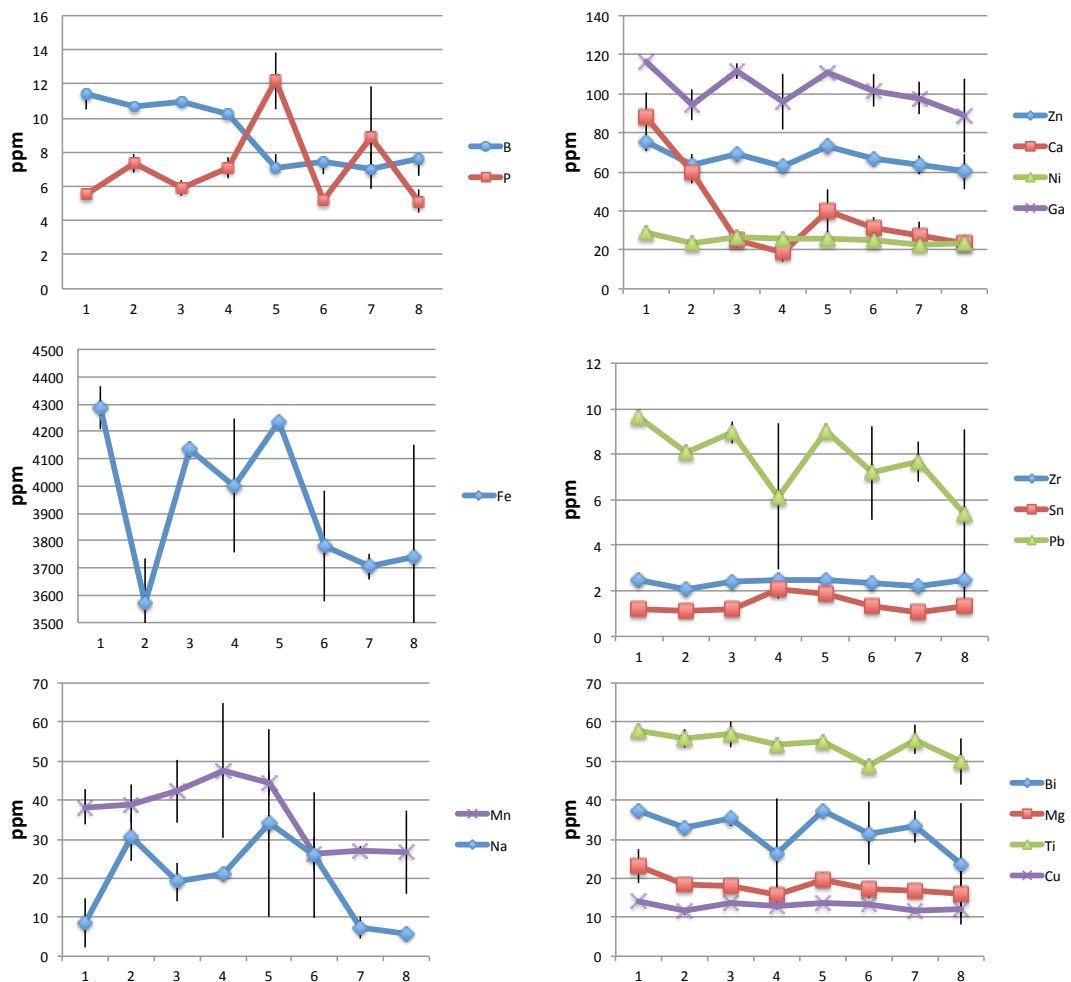 16
14
12
10
8
6
4
2
0
ppm
1 2 3 4 5 6 7 8
B
P
140
120
100
80
60
40
20
0
ppm
1 2 3 4 5 6 7 8
Zn
Ca
Ni
Ga
4500
4400
4300
4200
4100
4000
3900
3800
3700
3600
3500
ppm
1 2 3 4 5 6 7 8
Fe
12
10
8
6
4
2
0
ppm
1 2 3 4 5 6 7 8
Zr
Sn
Pb
70
60
50
40
30
20
10
0
ppm
1 2 3 4 5 6 7 8
Mn
Na
70
60
50
40
30
20
10
0
ppm
1 2 3 4 5 6 7 8
Bi
Mg
Ti
Cu